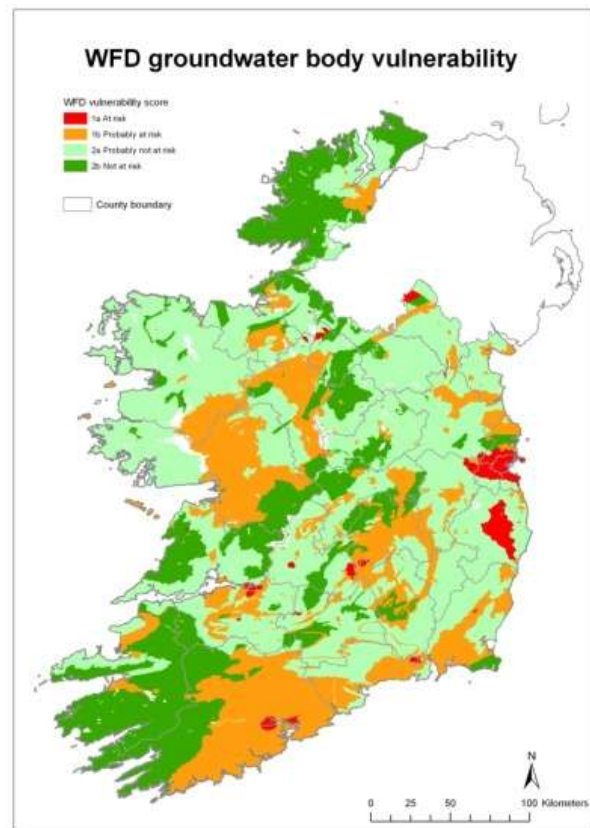 WFD groundwater body vulnerability
WFD vulnerability score
1a At risk
1b Probably at risk
2a Probably not at risk
2b Not at risk
County boundary
N
0 25 50 100 Kilometers